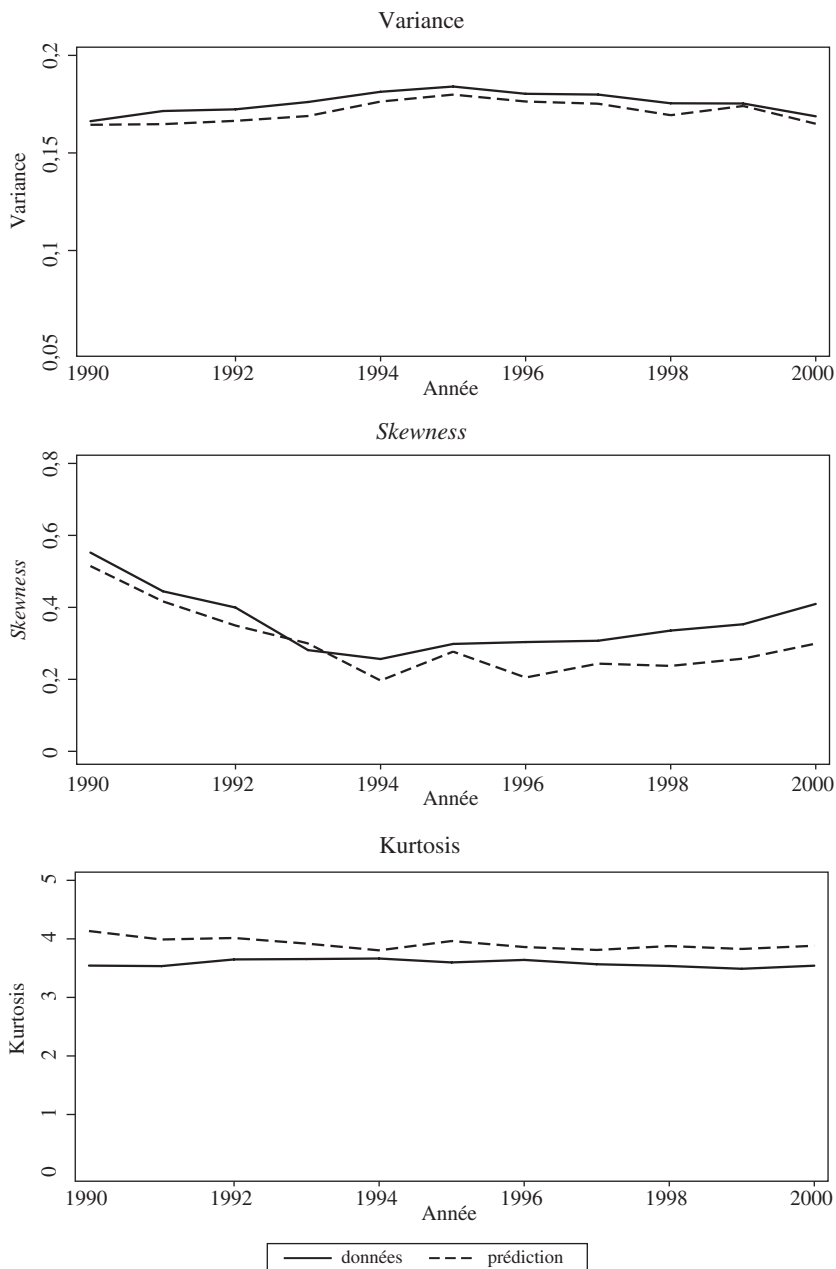 Variance
0,2
0,15
0,1
0,05
Variance
1990 1992 1994 1996 1998 2000
Année
Skewness
0,8
0,6
0,4
0,2
0
Skewness
1990 1992 1994 1996 1998 2000
Année
Kurtosis
5
4
3
2
1
0
Kurtosis
1990 1992 1994 1996 1998 2000
Année
données prédiction